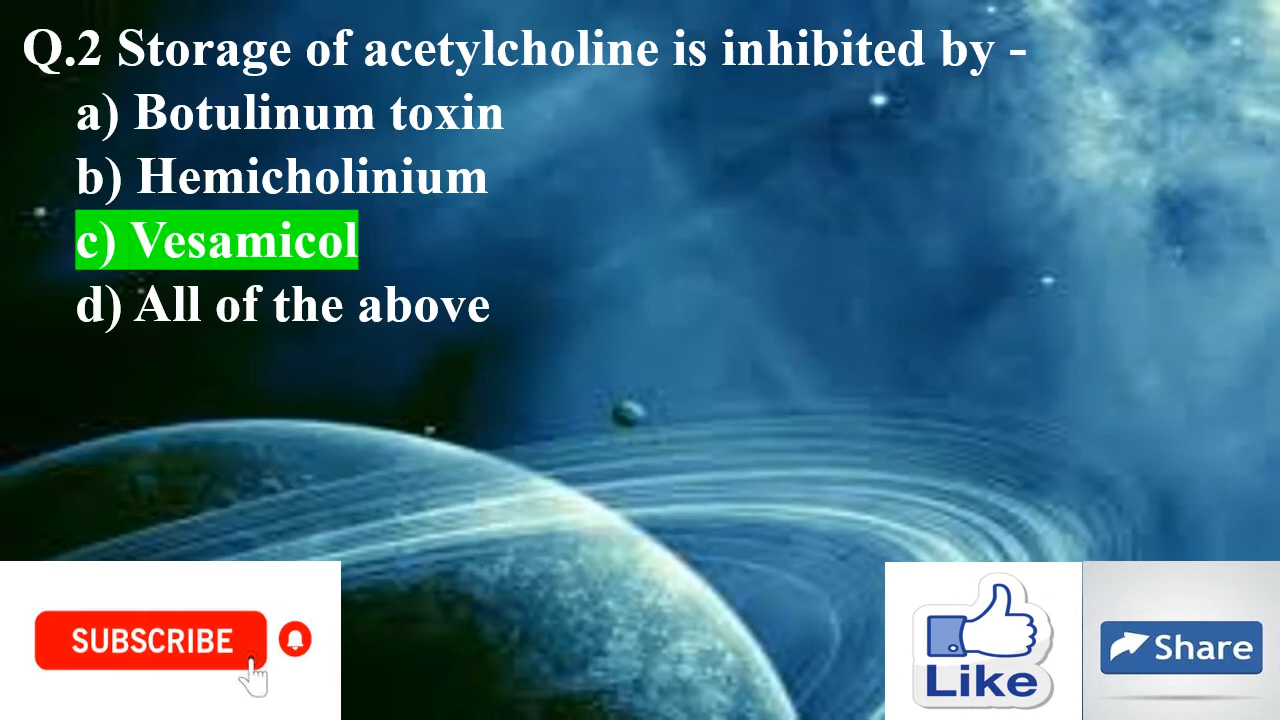 Q.2 Storage of acetylcholine is inhibited by -
a) Botulinum toxin
b) Hemicholinium
c) Vesamicol
d) All of the above
SUBSCRIBE
Like
Share